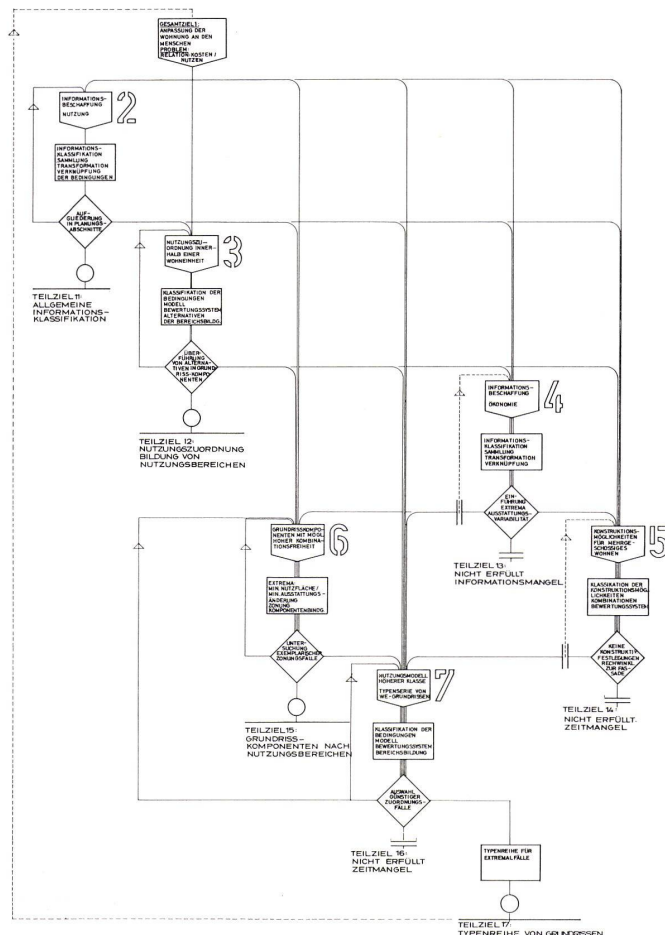 GESAMTZIEL 1:
ANPASSUNG DER
WOHNUNG AN DEN
MENSCHEN
PROBLEM:
RELATION-KOSTEN /
NUTZEN
2
INFORMATIONS-
BESCHAFFUNG
NUTZUNG
INFORMATIONS-
KLASSIFIKATION
SAMMLUNG
TRANSFORMATION
VERKNÜPFUNG
DER BEDINGUNGEN
AUF-
GLIEDERUNG
IN PLANUNGS-
ABSCHNITTE
TEILZIEL 11:
ALLGEMEINE
INFORMATIONS-
KLASSIFIKATION
3
NUTZUNGSZU-
ORDNUNG INNER-
HALB EINER
WOHNEINHEIT
KLASSIFIKATION DER
BEDINGUNGEN
MODELL
BEWERTUNGSSYSTEM
ALTERNATIVEN
DER BEREICHSBILDG.
ÜBER-
FÜHRUNG
VON ALTERNA-
TIVEN IN GRUND-
RISS-KOMPO-
NENTEN
TEILZIEL 12:
NUTZUNGSZUORDNUNG
BILDUNG VON
NUTZUNGSBEREICHEN
4
INFORMATIONS-
BESCHAFFUNG
ÖKONOMIE
INFORMATIONS-
KLASSIFIKATION
SAMMLUNG
TRANSFORMATION
VERKNÜPFUNG
EIN-
FÜHRUNG
EXTREMA
AUSSTATTUNGS-
VARIABILITÄT
TEILZIEL 13:
NICHT ERFÜLLT
INFORMATIONSMANGEL
5
KONSTRUKTIONS-
MÖGLICHKEITEN
FÜR MEHRGE-
SCHOSSIGES
WOHNEN
KLASSIKATION DER
KONSTRUKTIONSMÖG-
LICHKEITEN
KOMBINATIONEN
BEWERTUNGSSYSTEM
KEINE
KONSTRUKTIV.
FESTLEGUNGEN
RECHWINKL.
ZUR FAS-
SADE
TEILZIEL 14:
NICHT ERFÜLLT.
ZEITMANGEL
6
GRUNDRISSKOMPO-
NENTEN MIT MÖGL.
HOHER KOMBINA-
TIONSFREIHEIT
EXTREMA:
MIN. NUTZFLÄCHE /
MIN. AUSSTATTUNGS-
ÄNDERUNG
ZONUNG
KOMPONENTENBINDG.
UNTER-
SUCHUNG
EXEMPLARISCHER
ZONUNGSFÄLLE
TEILZIEL 15:
GRUNDRISS-
KOMPONENTEN NACH
NUTZUNGSBEREICHEN
7
NUTZUNGSMODELL
HÖHERER KLASSE
TYPENSERIE VON
WE-GRUNDRISSEN
KLASSIFIKATION DER
BEDINGUNGEN
MODELL
BEWERTUNGSSYSTEM
BEREICHSBILDUNG
AUSWAHL
GÜNSTIGER
ZUORDNUNGS-
FÄLLE
TEILZIEL 16:
NICHT ERFÜLLT
ZEITMANGEL
TYPENREIHE FÜR
EXTREMALFÄLLE
TEILZIEL 17:
TYPENREIHE VON GRUNDRISSEN